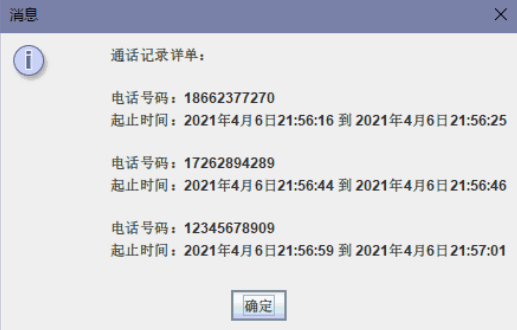 消息
通话记录详单：
电话号码：18662377270
起止时间：2021年4月6日21:56:16 到 2021年4月6日21:56:25
电话号码：17262894289
起止时间：2021年4月6日21:56:44 到 2021年4月6日21:56:46
电话号码：12345678909
起止时间：2021年4月6日21:56:59 到 2021年4月6日21:57:01
确定